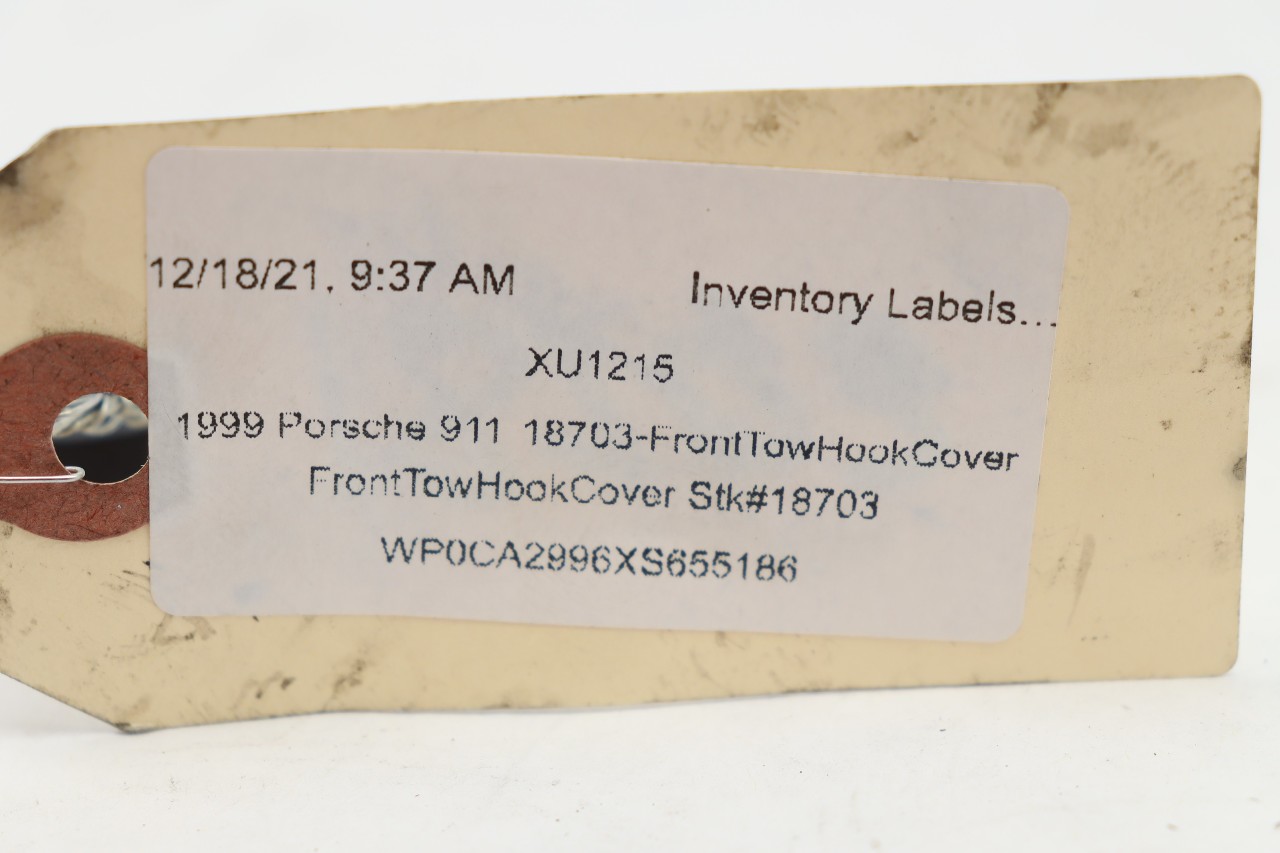 12/18/21, 9:37 AM Inventory Labels...
XU1215
1999 Porsche 911 18703-FrontTowHookCover
FrontTowHookCover Stk#18703
WP0CA2996XS655186